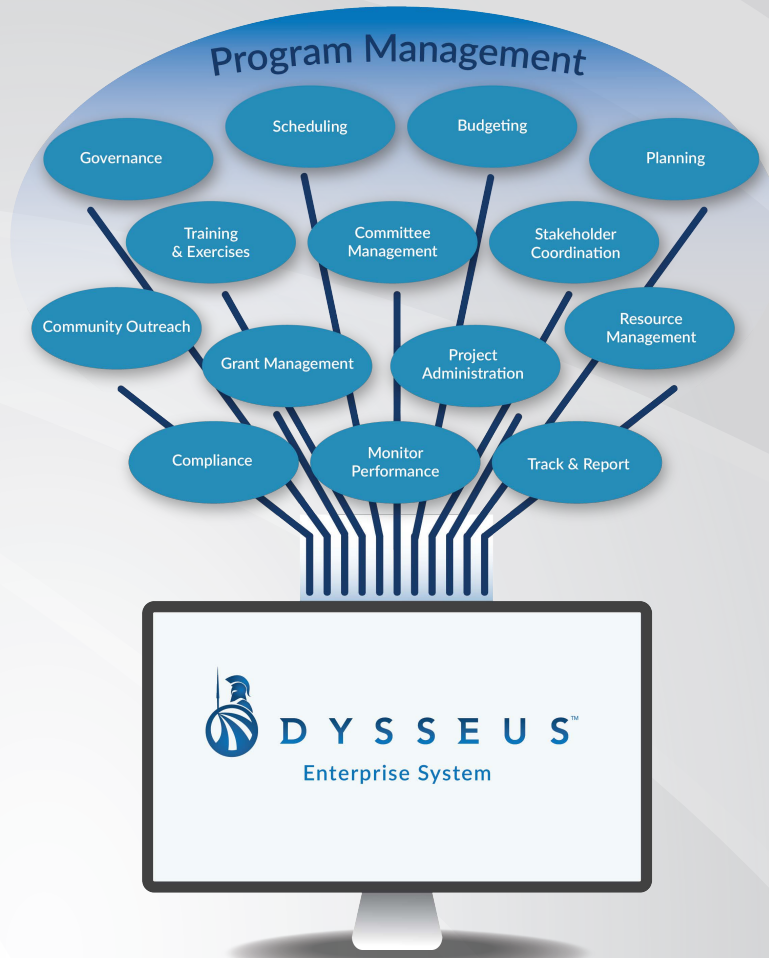 Program Management
Scheduling
Budgeting
Governance
Planning
Training
& Exercises
Committee
Management
Stakeholder
Coordination
Community Outreach
Resource
Management
Grant Management
Project
Administration
Compliance
Monitor
Performance
Track & Report
DYSSEUS™
Enterprise System